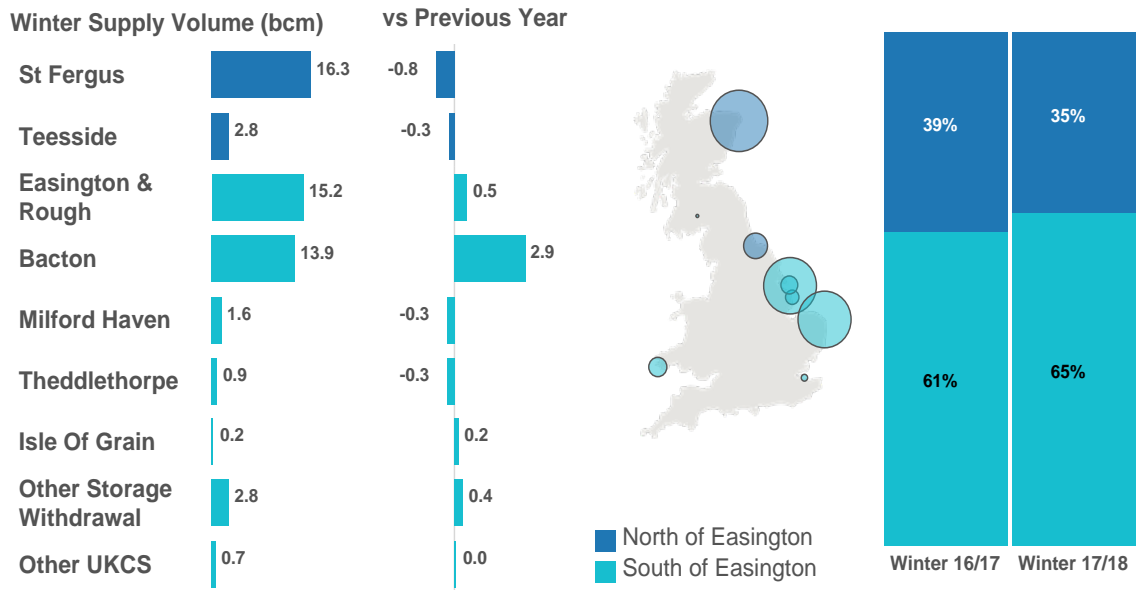 Winter Supply Volume (bcm)
vs Previous Year
St Fergus
16.3
-0.8
Teesside
2.8
-0.3
Easington &
Rough
15.2
0.5
Bacton
13.9
2.9
Milford Haven
1.6
-0.3
Theddlethorpe
0.9
-0.3
Isle Of Grain
0.2
0.2
Other Storage
Withdrawal
2.8
0.4
Other UKCS
0.7
0.0
North of Easington
South of Easington
39%
35%
61%
65%
Winter 16/17
Winter 17/18